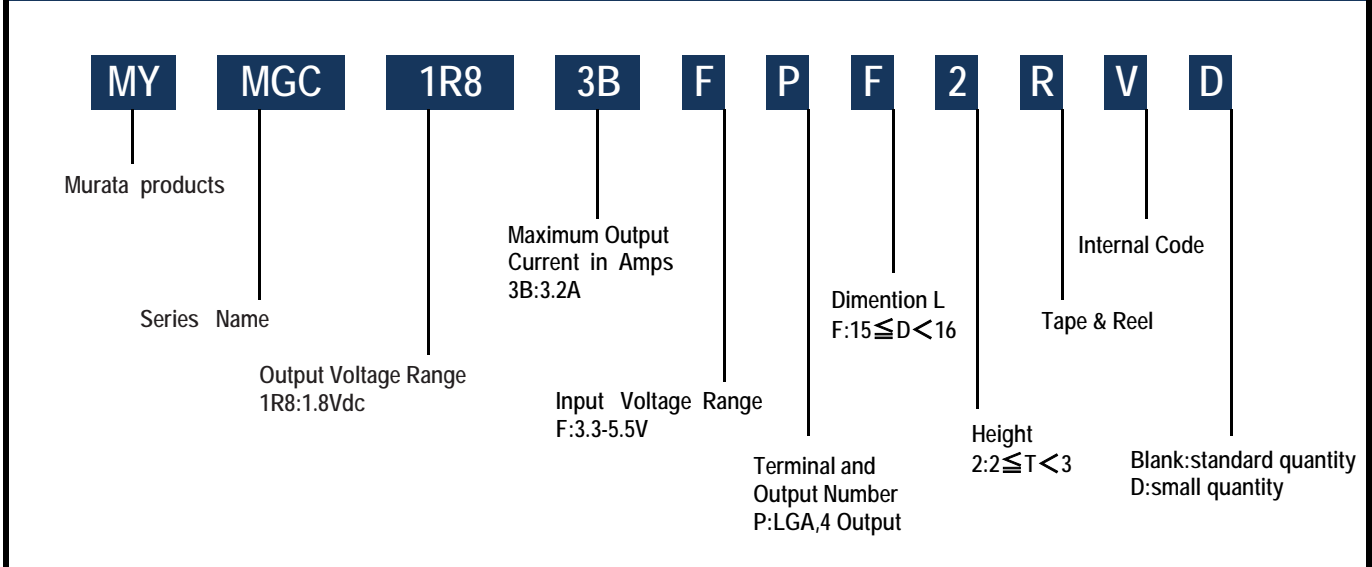 MY MGC 1R8 3B F P F 2 R V D
Murata products
Series Name
Output Voltage Range
1R8:1.8Vdc
Maximum Output
Current in Amps
3B:3.2A
Input Voltage Range
F:3.3-5.5V
Terminal and
Output Number
P:LGA,4 Output
Dimention L
F:15≦D<16
Height
2:2≦T<3
Tape & Reel
Internal Code
Blank:standard quantity
D:small quantity